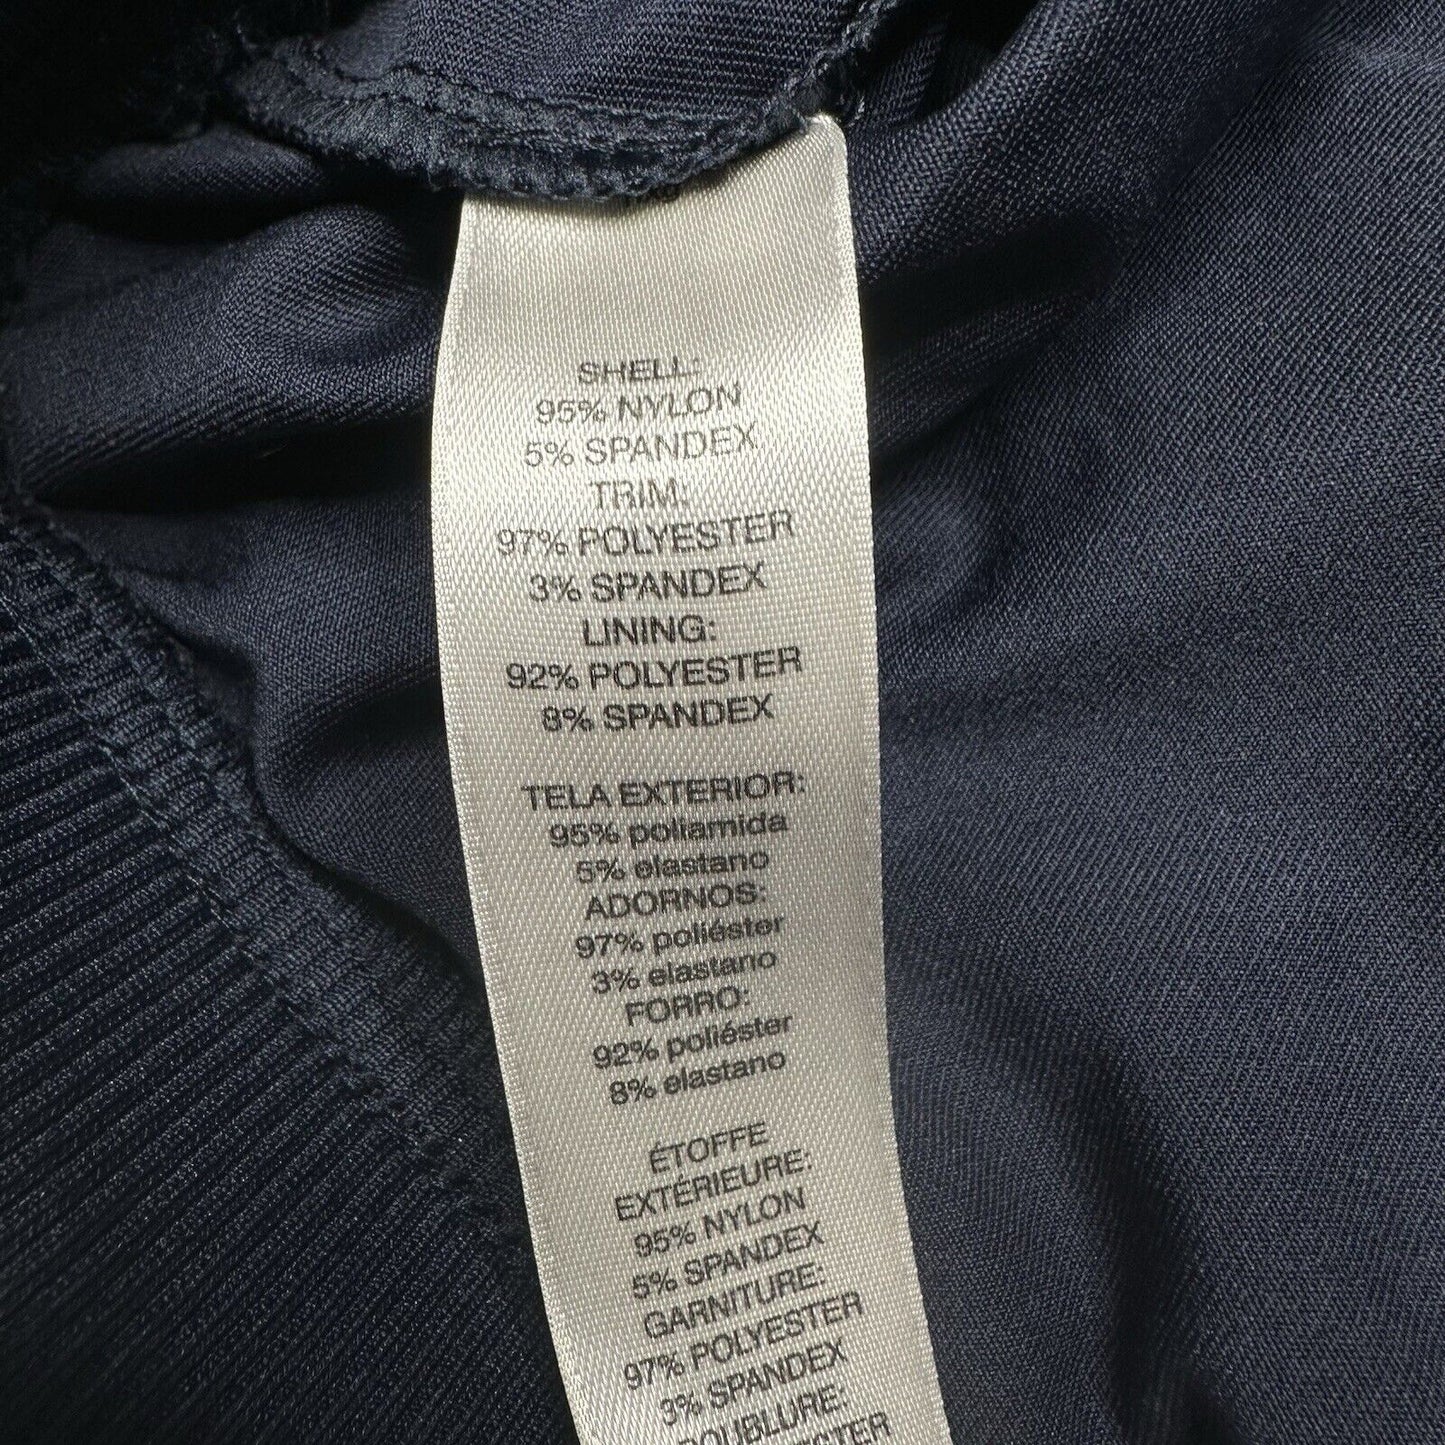 SHELL:
95% NYLON
5% SPANDEX
TRIM:
97% POLYESTER
3% SPANDEX
LINING:
92% POLYESTER
8% SPANDEX
TELA EXTERIOR:
95% poliamida
5% elastano
ADORNOS:
97% poliéster
3% elastano
FORRO:
92% poliéster
8% elastano
ÉTOFFE
EXTÉRIEURE:
95% NYLON
5% SPANDEX
GARNITURE:
97% POLYESTER
3% SPANDEX
DOUBLURE: